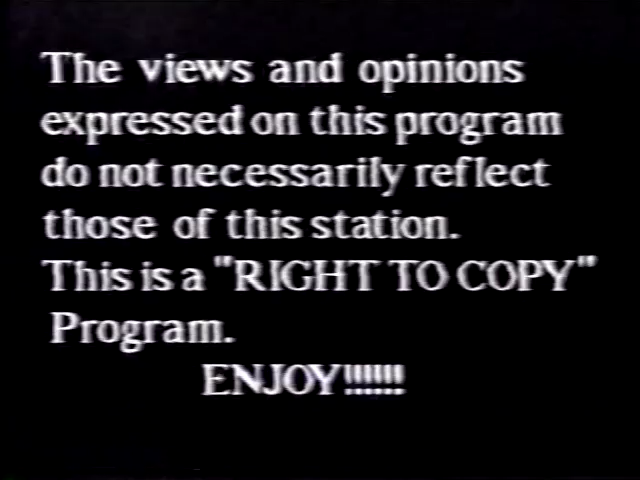 The views and opinions
expressed on this program
do not necessarily reflect
those of this station.
This is a "RIGHT TO COPY"
Program.
ENJOY!!!!!!